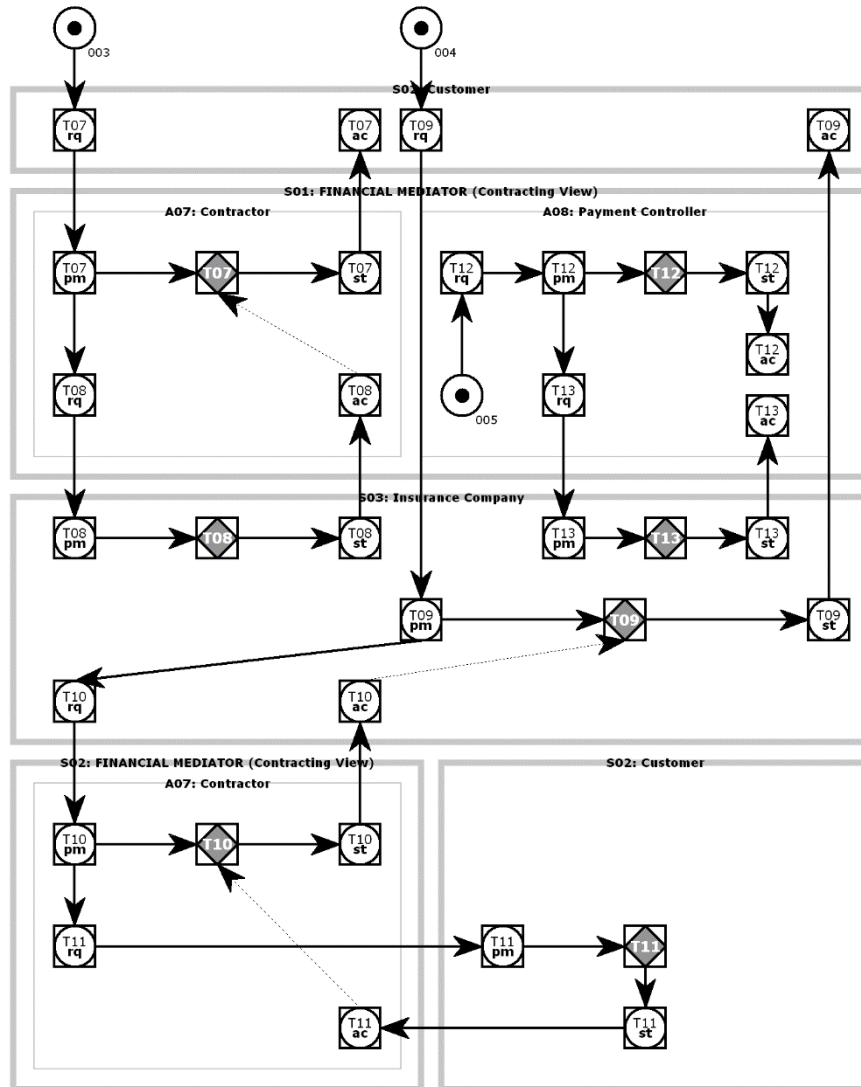 003
004
S02: Customer
T07
rq
T07
ac
T09
rq
T09
ac
S01: FINANCIAL MEDIATOR (Contracting View)
A07: Contractor
A08: Payment Controller
T07
pm
T07
T07
st
T12
rq
T12
pm
T12
T12
st
T12
ac
T08
rq
T08
ac
005
T13
rq
T13
ac
S03: Insurance Company
T08
pm
T08
T08
st
T13
pm
T13
T13
st
T09
pm
T09
T09
st
T10
rq
T10
ac
S02: FINANCIAL MEDIATOR (Contracting View)
S02: Customer
A07: Contractor
T10
pm
T10
T10
st
T11
rq
T11
pm
T11
T11
ac
T11
st